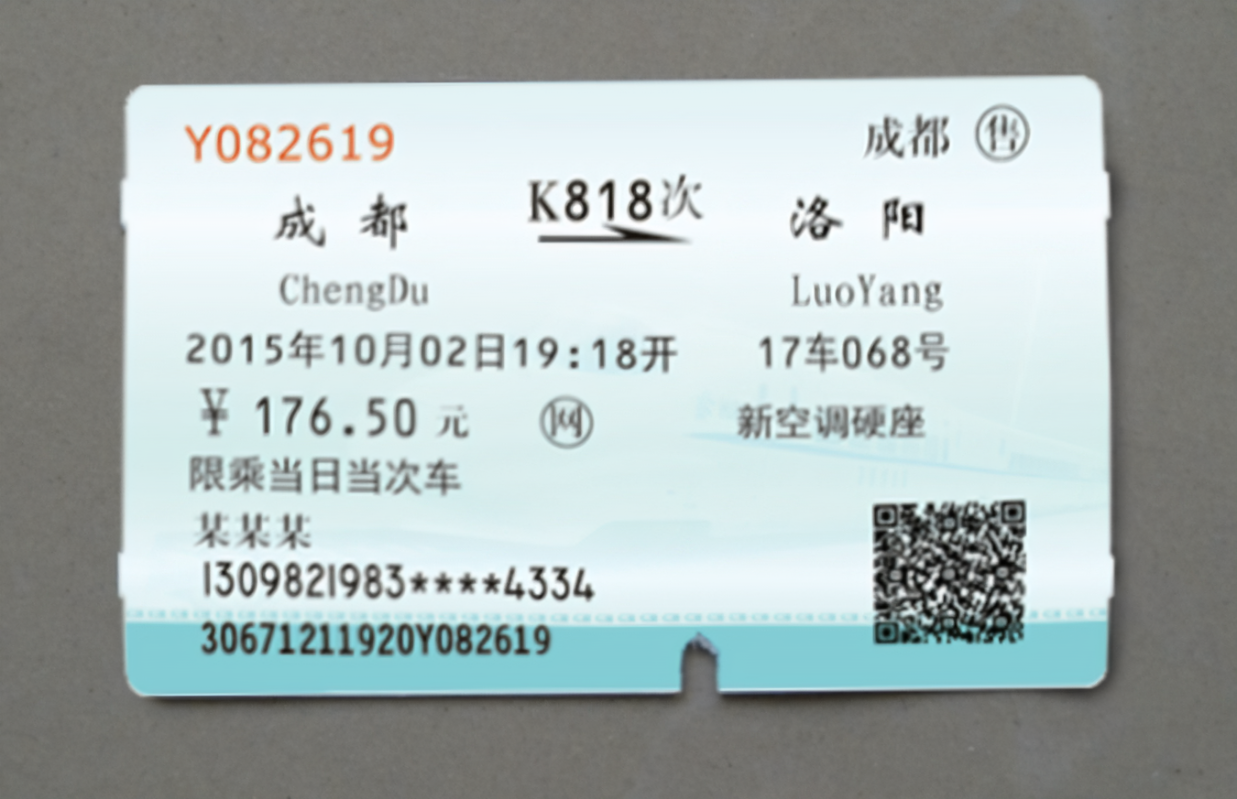 Y082619 成都 售
成都 K818次 洛阳
ChengDu LuoYang
2015年10月02日19:18开 17车068号
¥176.50元 网 新空调硬座
限乘当日当次车
某某某
1309821983****4334
30671211920Y082619